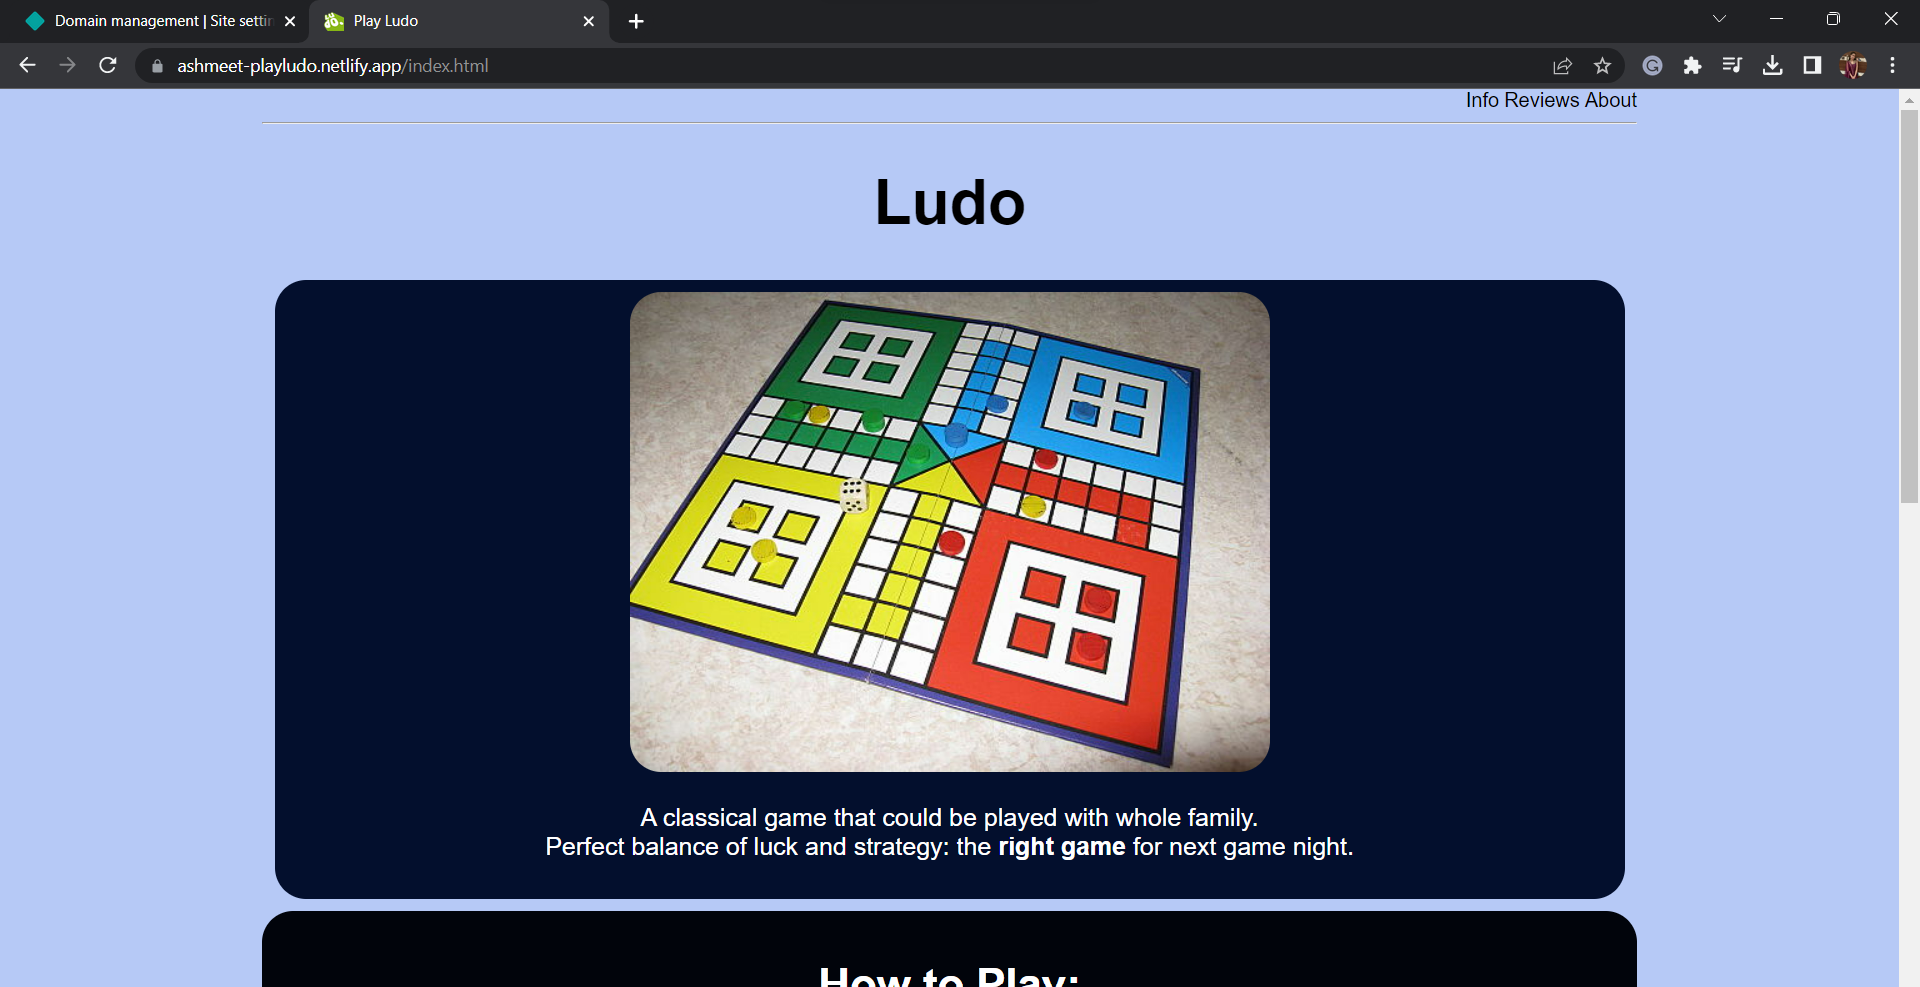 Domain management | Site settin
Play Ludo
ashmeet-playludo.netlify.app/index.html
Info Reviews About
Ludo
A classical game that could be played with whole family.
Perfect balance of luck and strategy: the right game for next game night.
How to Play: